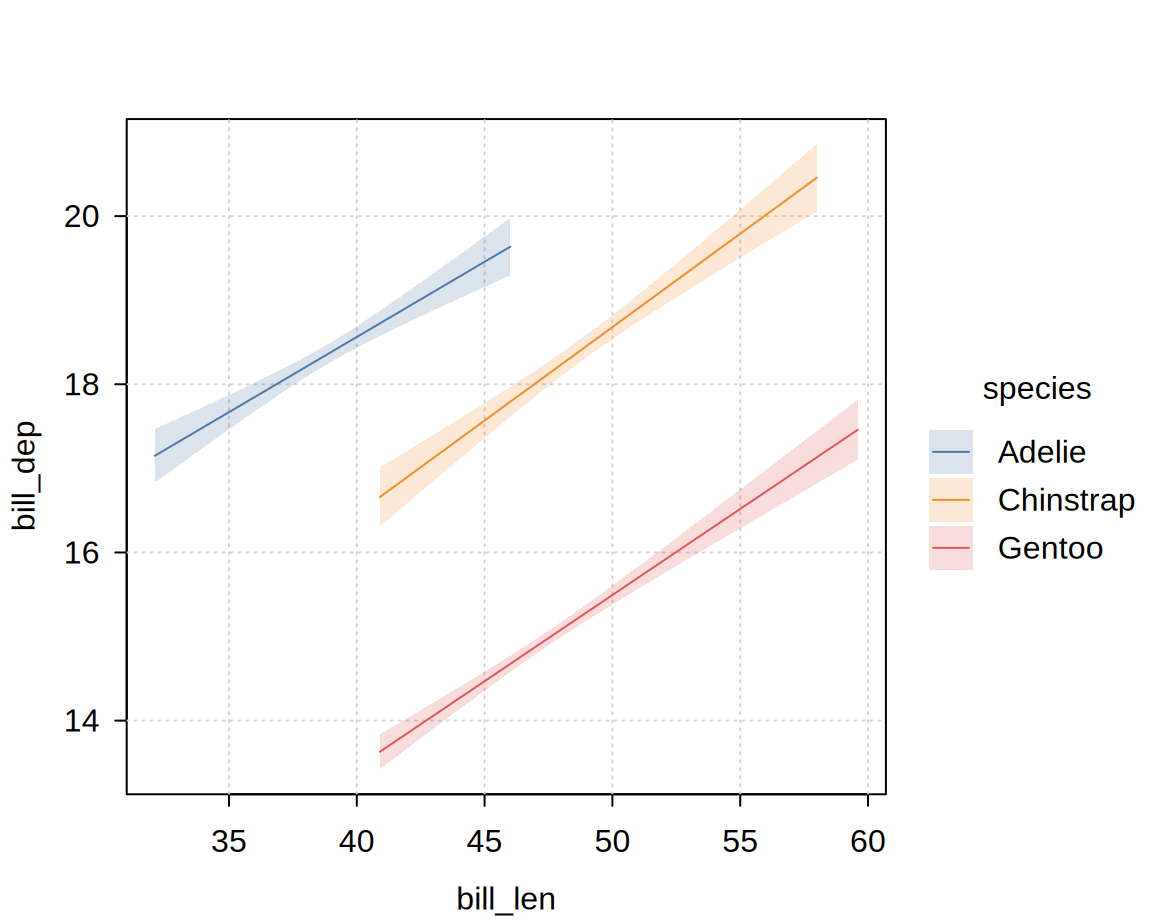 20
18
16
14
bill_dep
35 40 45 50 55 60
bill_len
species
Adelie
Chinstrap
Gentoo